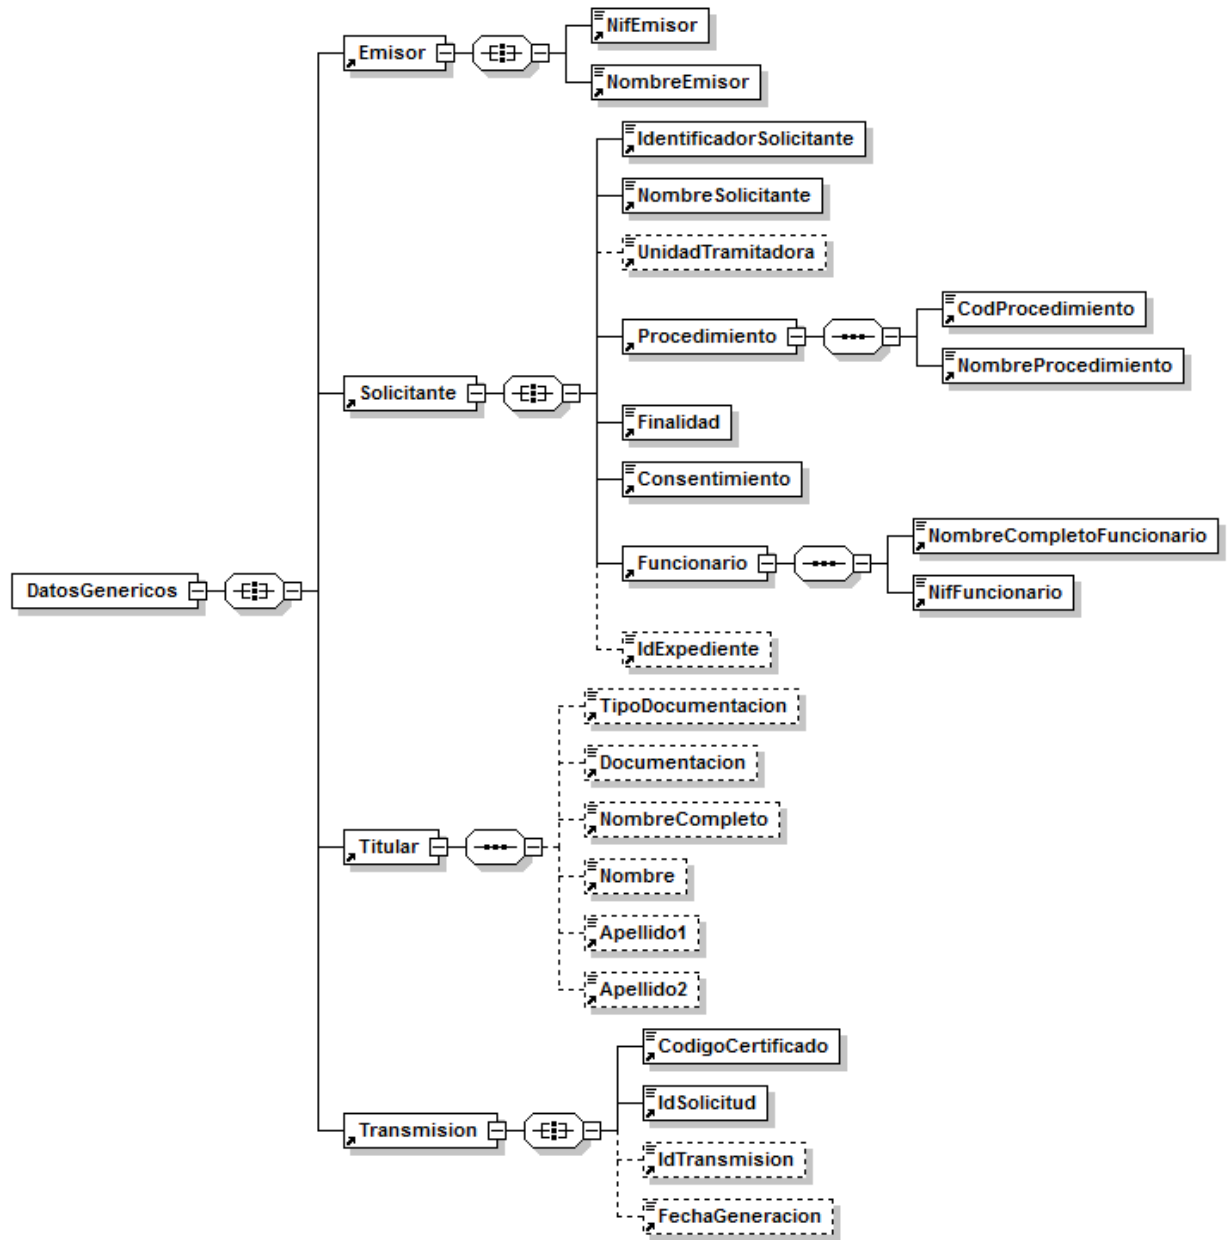 Emisor
NifEmisor
NombreEmisor
IdentificadorSolicitante
NombreSolicitante
UnidadTramitadora
Procedimiento
CodProcedimiento
NombreProcedimiento
Solicitante
Finalidad
Consentimiento
Funcionario
NombreCompletoFuncionario
NifFuncionario
DatosGenericos
IdExpediente
TipoDocumentacion
Documentacion
NombreCompleto
Titular
Nombre
Apellido1
Apellido2
CodigoCertificado
IdSolicitud
Transmision
IdTransmision
FechaGeneracion